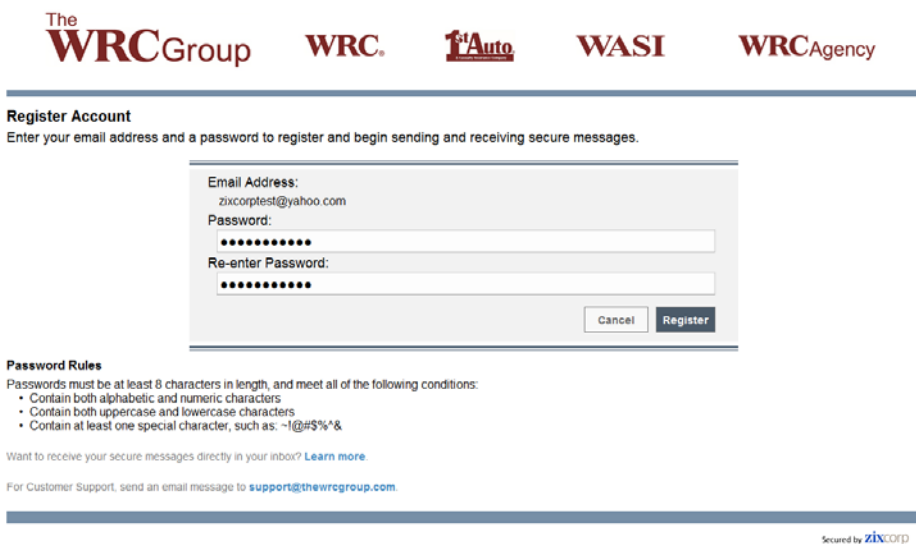 The
WRCGroup
WRC®
1st Auto
WASI
WRCAgency
Register Account
Enter your email address and a password to register and begin sending and receiving secure messages.
Email Address:
zixcorptest@yahoo.com
Password:
●●●●●●●●●●●
Re-enter Password:
●●●●●●●●●●●
Cancel Register
Password Rules
Passwords must be at least 8 characters in length, and meet all of the following conditions:
• Contain both alphabetic and numeric characters
• Contain both uppercase and lowercase characters
• Contain at least one special character, such as: ~!@#$%^&
Want to receive your secure messages directly in your inbox? Learn more.
For Customer Support, send an email message to support@thewrcgroup.com.
Secured by zixcorp